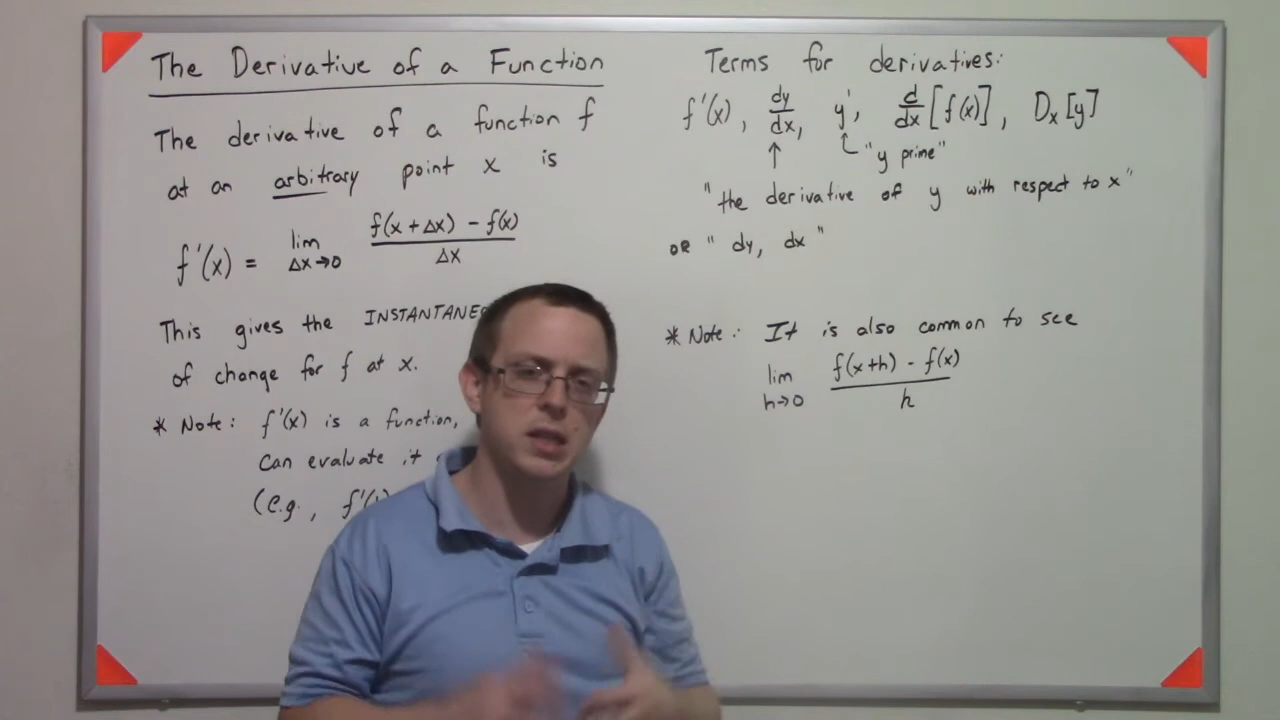 The Derivative of a Function
The derivative of a function f
at an arbitrary point x is
f'(x) = lim Δx→0 f(x + Δx) - f(x) / Δx
This gives the
of change for f at x.
* Note: f'(x) is a function,
can evaluate it
(e.g., f'(1)
Terms for derivatives:
f'(x), dy/dx, y', d/dx [f(x)], Dx[y]
"y prime"
"the derivative of y with respect to x"
OR "dy, dx"
* Note: It is also common to see
lim h→0 f(x+h) - f(x) / h